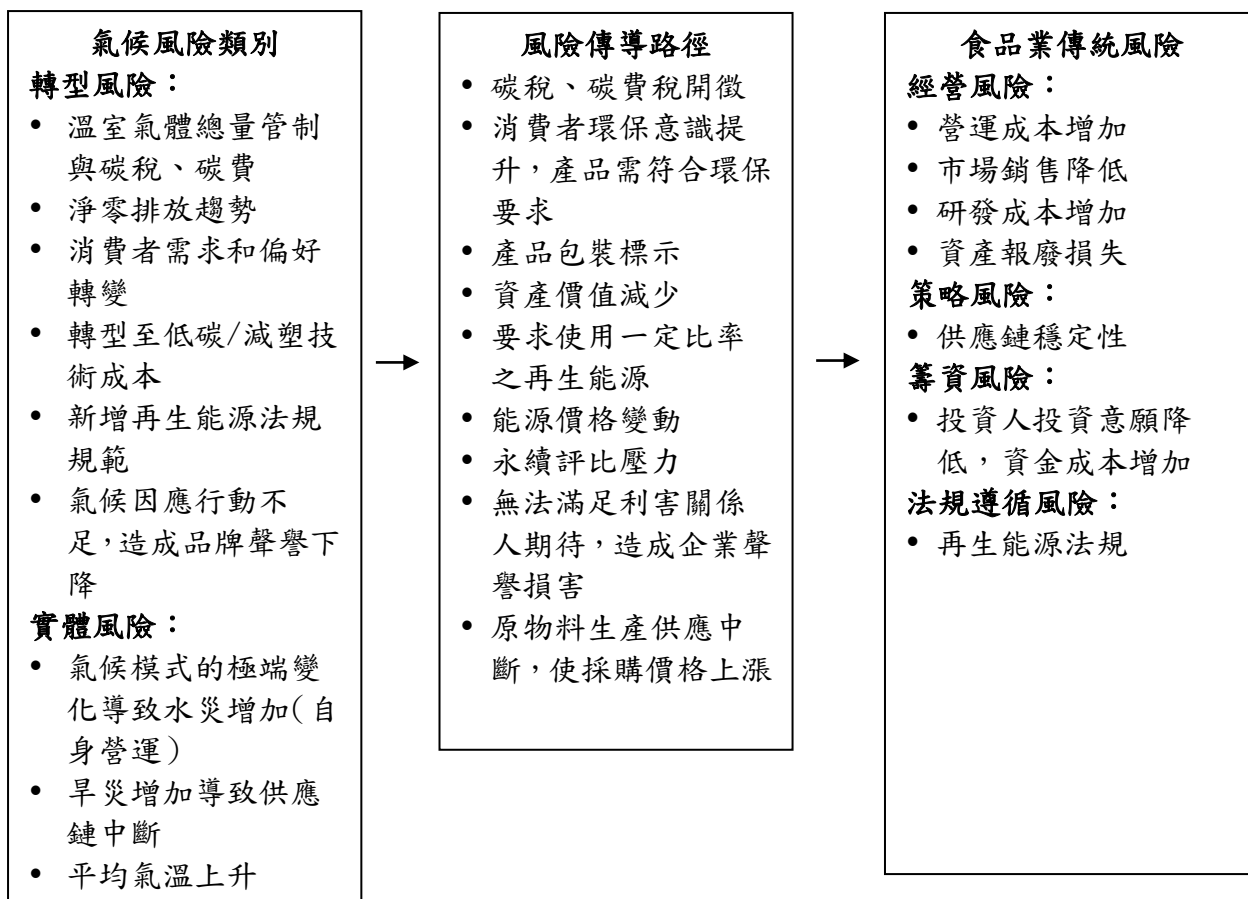 氣候風險類別
轉型風險：
• 溫室氣體總量管制
與碳稅、碳費
• 淨零排放趨勢
• 消費者需求和偏好
轉變
• 轉型至低碳/減塑技
術成本
• 新增再生能源法規
規範
• 氣候因應行動不
足，造成品牌聲譽下
降
實體風險：
• 氣候模式的極端變
化導致水災增加(自
身營運)
• 旱災增加導致供應
鏈中斷
• 平均氣溫上升
風險傳導路徑
• 碳稅、碳費稅開徵
• 消費者環保意識提
升，產品需符合環保
要求
• 產品包裝標示
• 資產價值減少
• 要求使用一定比率
之再生能源
• 能源價格變動
• 永續評比壓力
• 無法滿足利害關係
人期待，造成企業聲
譽損害
• 原物料生產供應中
斷，使採購價格上漲
食品業傳統風險
經營風險：
• 營運成本增加
• 市場銷售降低
• 研發成本增加
• 資產報廢損失
策略風險：
• 供應鏈穩定性
籌資風險：
• 投資人投資意願降
低，資金成本增加
法規遵循風險：
• 再生能源法規